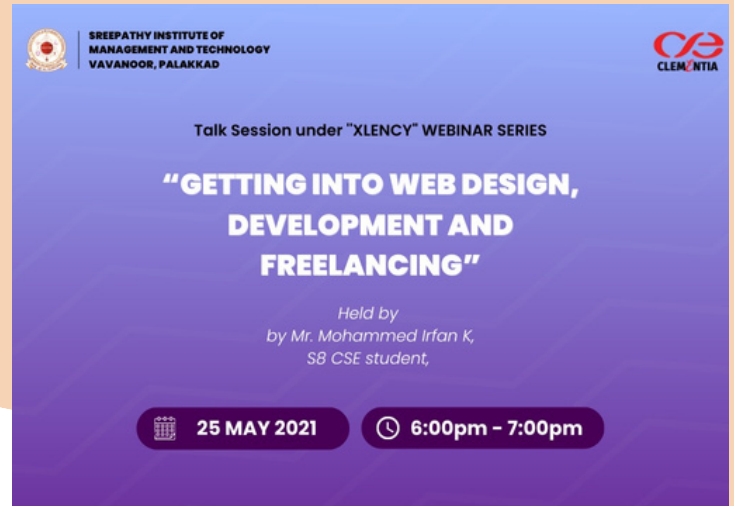 SREEPATHY INSTITUTE OF
MANAGEMENT AND TECHNOLOGY
VAVANOOR, PALAKKAD
CLEMENTIA
Talk Session under "XLENCY" WEBINAR SERIES
“GETTING INTO WEB DESIGN,
DEVELOPMENT AND
FREELANCING”
Held by
by Mr. Mohammed Irfan K,
S8 CSE student,
25 MAY 2021
6:00pm - 7:00pm